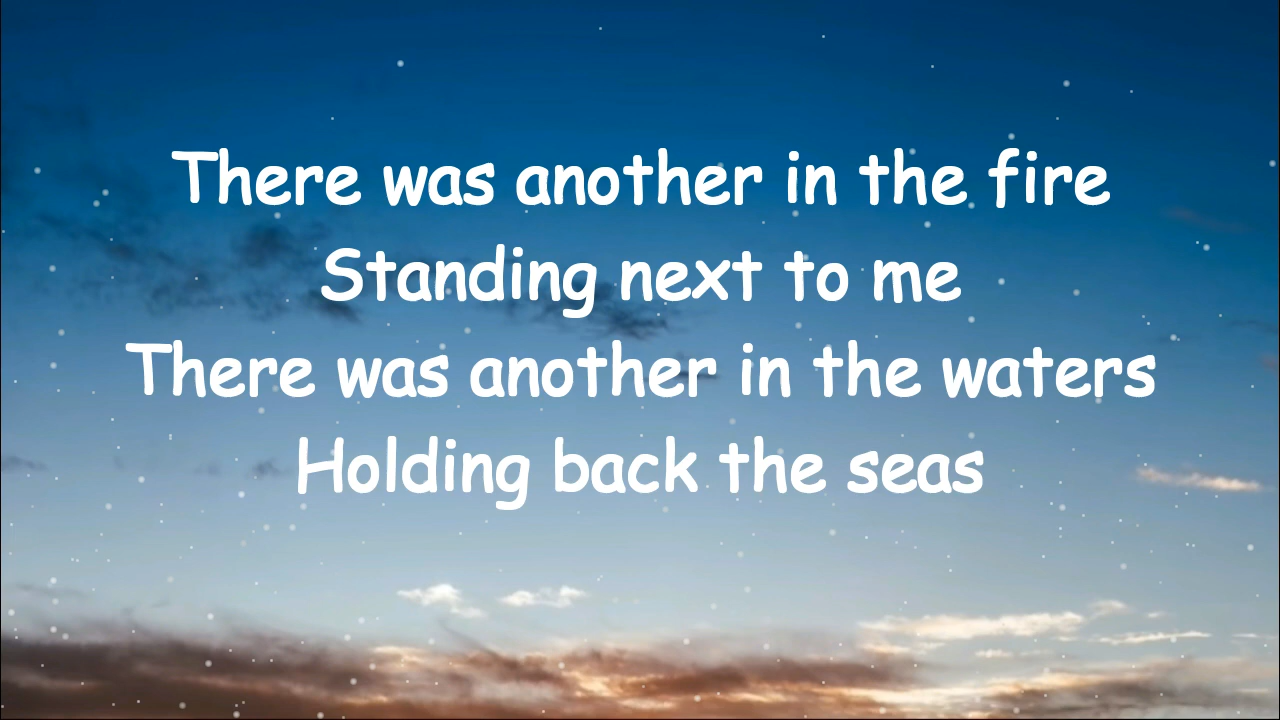 There was another in the fire
Standing next to me
There was another in the waters
Holding back the seas